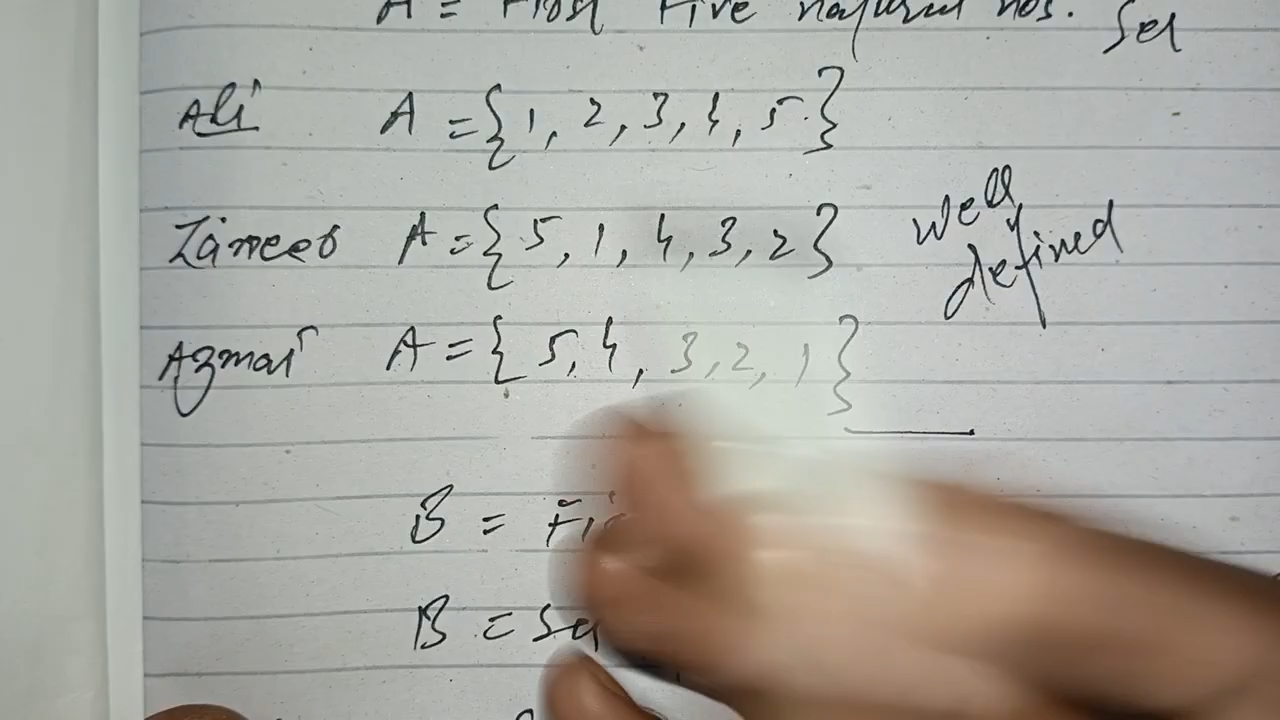 A = First Five natural nos. Set
Ali A = {1, 2, 3, 4, 5}
Zaineb A = {5, 1, 4, 3, 2} well defined
Azmat A = {5, 4, 3, 2, 1}
B =
B =